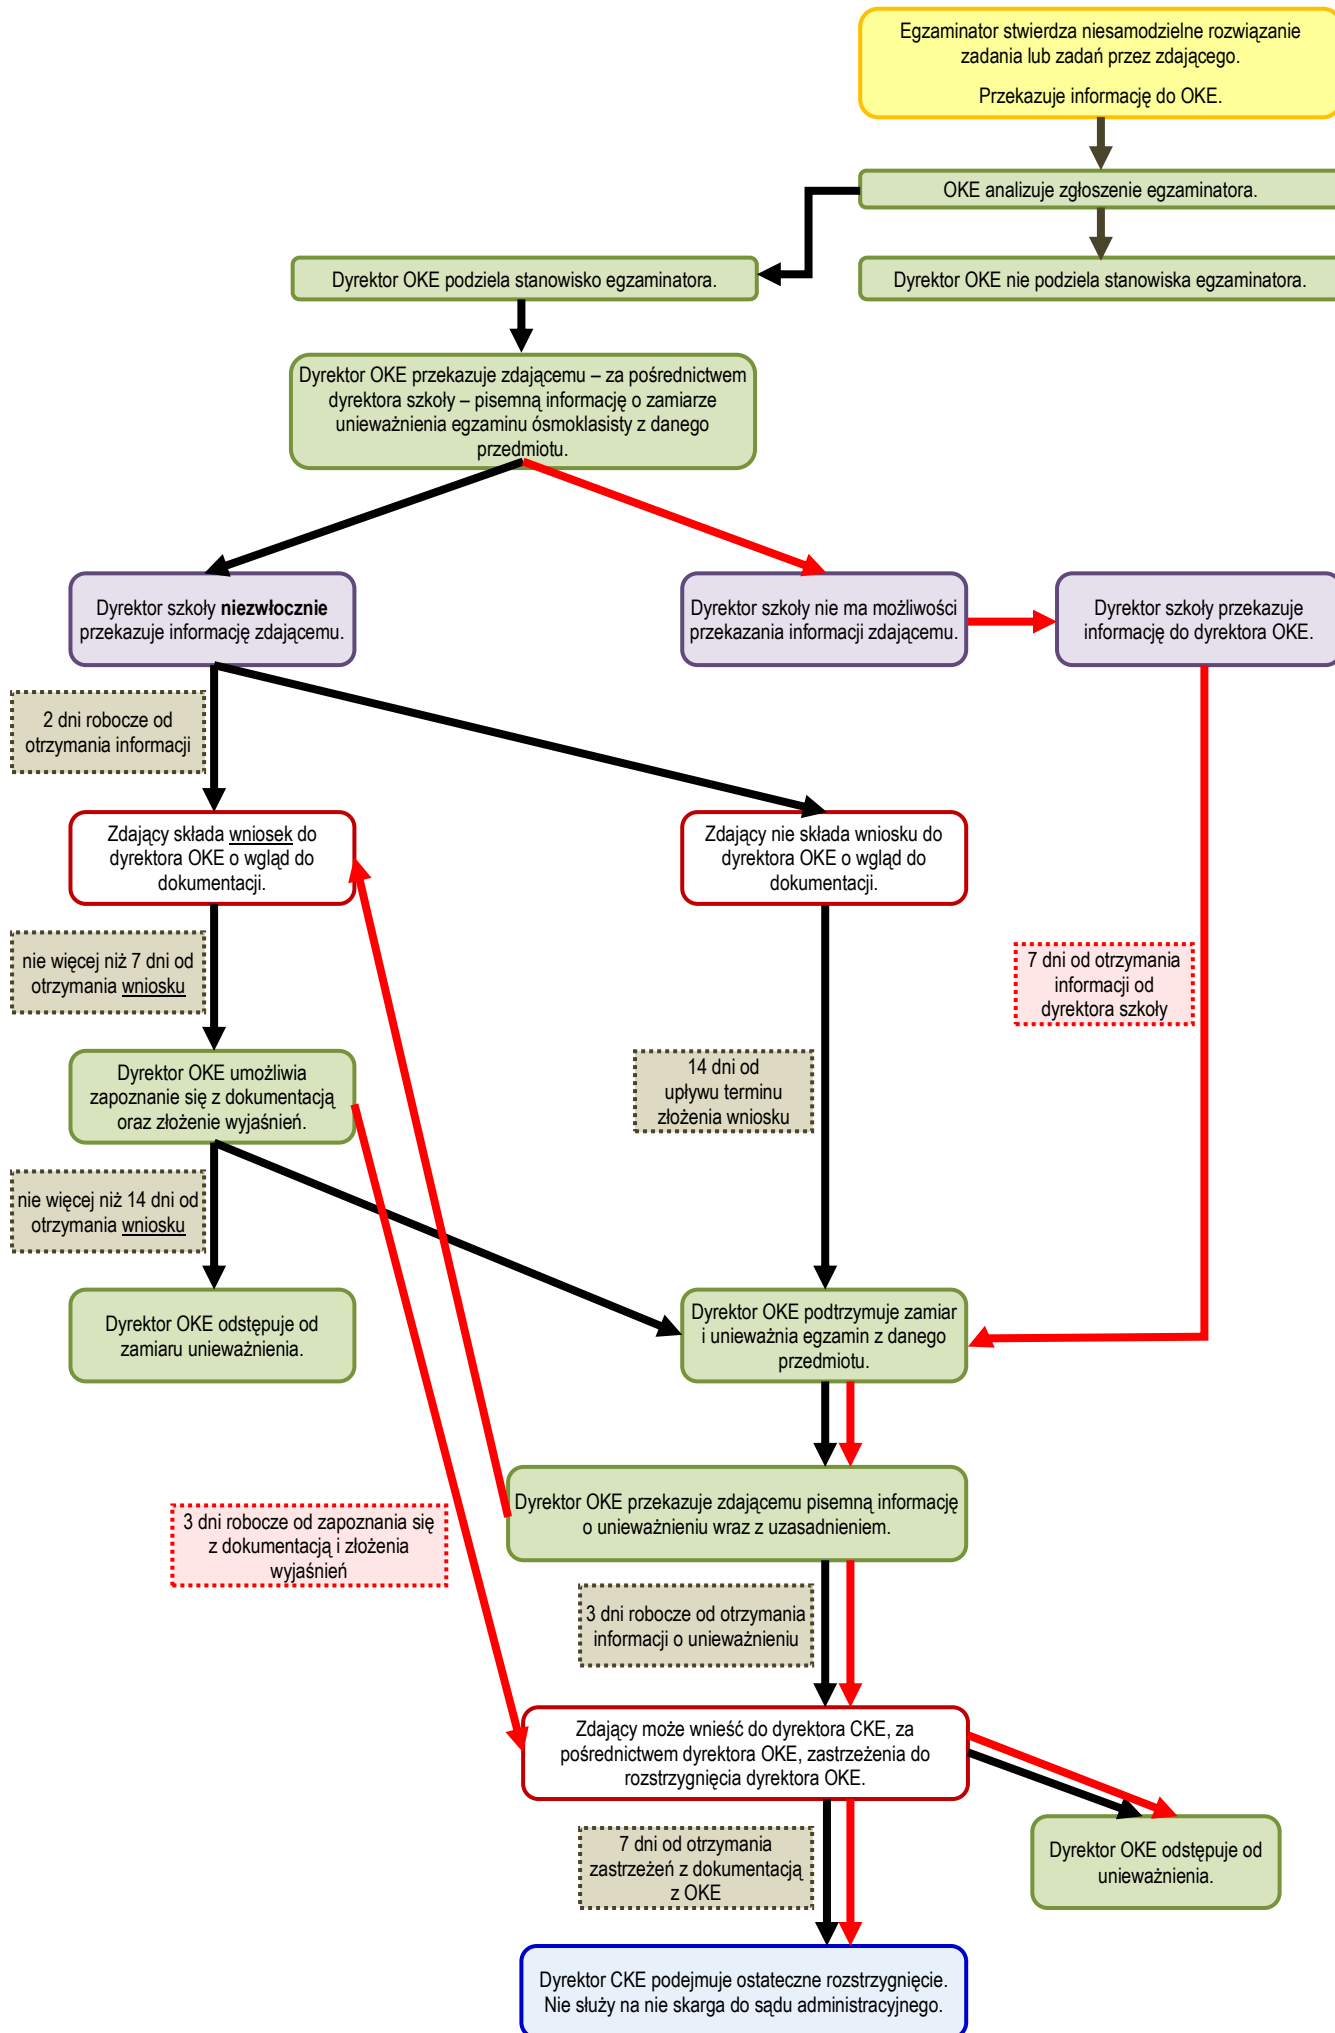 Egzaminator stwierdza niesamodzielne rozwiązanie
zadania lub zadań przez zdającego.
Przekazuje informację do OKE.
OKE analizuje zgłoszenie egzaminatora.
Dyrektor OKE podziela stanowisko egzaminatora.
Dyrektor OKE nie podziela stanowiska egzaminatora.
Dyrektor OKE przekazuje zdającemu – za pośrednictwem
dyrektora szkoły – pisemną informację o zamiarze
unieważnienia egzaminu ósmoklasisty z danego
przedmiotu.
Dyrektor szkoły niezwłocznie
przekazuje informację zdającemu.
Dyrektor szkoły nie ma możliwości
przekazania informacji zdającemu.
Dyrektor szkoły przekazuje
informację do dyrektora OKE.
2 dni robocze od
otrzymania informacji
Zdający składa wniosek do
dyrektora OKE o wgląd do
dokumentacji.
Zdający nie składa wniosku do
dyrektora OKE o wgląd do
dokumentacji.
nie więcej niż 7 dni od
otrzymania wniosku
7 dni od otrzymania
informacji od
dyrektora szkoły
Dyrektor OKE umożliwia
zapoznanie się z dokumentacją
oraz złożenie wyjaśnień.
14 dni od
upływu terminu
złożenia wniosku
nie więcej niż 14 dni od
otrzymania wniosku
Dyrektor OKE odstępuje od
zamiaru unieważnienia.
Dyrektor OKE podtrzymuje zamiar
i unieważnia egzamin z danego
przedmiotu.
Dyrektor OKE przekazuje zdającemu pisemną informację
o unieważnieniu wraz z uzasadnieniem.
3 dni robocze od zapoznania się
z dokumentacją i złożenia
wyjaśnień
3 dni robocze od otrzymania
informacji o unieważnieniu
Zdający może wnieść do dyrektora CKE, za
pośrednictwem dyrektora OKE, zastrzeżenia do
rozstrzygnięcia dyrektora OKE.
7 dni od otrzymania
zastrzeżeń z dokumentacją
z OKE
Dyrektor OKE odstępuje od
unieważnienia.
Dyrektor CKE podejmuje ostateczne rozstrzygnięcie.
Nie służy na nie skarga do sądu administracyjnego.